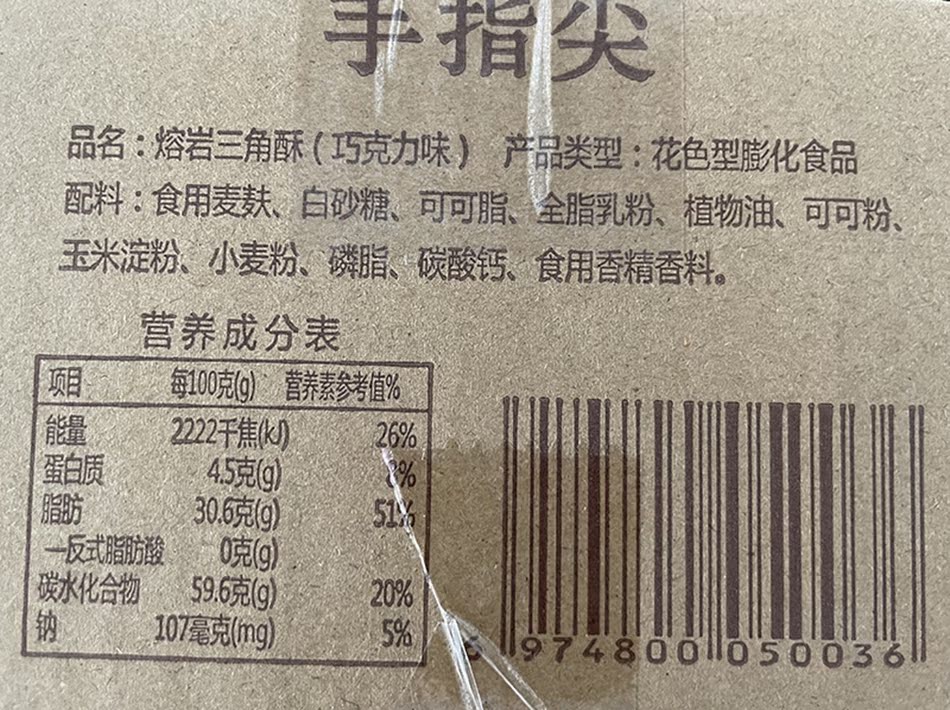 手指尖
品名：熔岩三角酥（巧克力味） 产品类型：花色型膨化食品
配料：食用麦麸、白砂糖、可可脂、全脂乳粉、植物油、可可粉、
玉米淀粉、小麦粉、磷脂、碳酸钙、食用香精香料。
营养成分表
项目 每100克(g) 营养素参考值%
能量 2222千焦(kJ) 26%
蛋白质 4.5克(g) 8%
脂肪 30.6克(g) 51%
—反式脂肪酸 0克(g)
碳水化合物 59.6克(g) 20%
钠 107毫克(mg) 5%
6 974800 050036